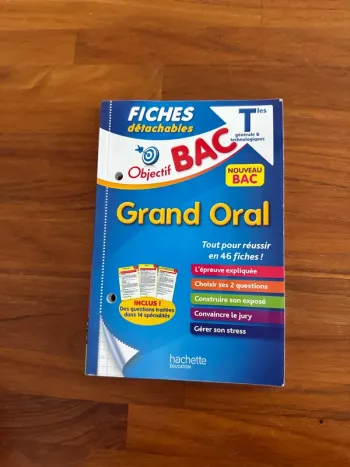 FICHES
détachables
Tles
générale &
technologiques
Objectif BAC
NOUVEAU
BAC
Grand Oral
Tout pour réussir
en 46 fiches !
L'épreuve expliquée
Choisir ses 2 questions
Construire son exposé
Convaincre le jury
Gérer son stress
INCLUS !
Des questions traitées
dans 14 spécialités
hachette
ÉDUCATION